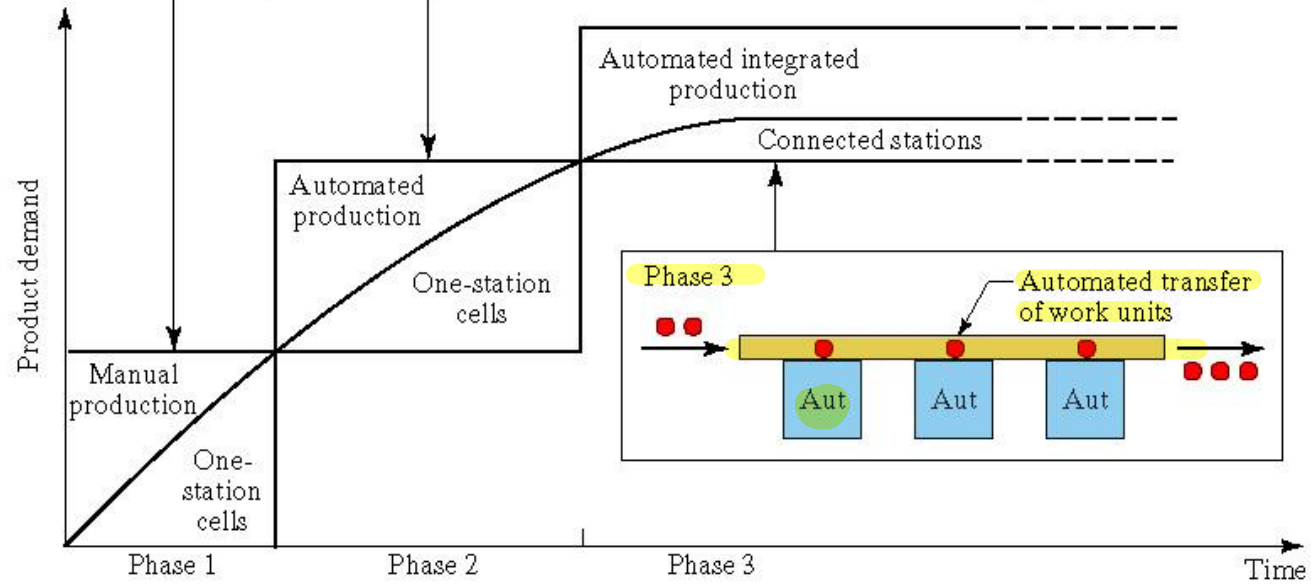 Automated integrated
production
Connected stations
Automated
production
One-station
cells
Manual
production
One-
station
cells
Product demand
Phase 3
Automated transfer
of work units
Aut
Aut
Aut
Phase 1
Phase 2
Phase 3
Time